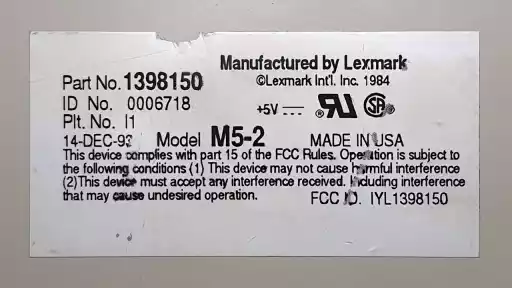 Manufactured by Lexmark
©Lexmark Int'l. Inc. 1984
Part No. 1398150
ID No. 0006718
Plt. No. I1
+5V
14-DEC-93 Model M5-2 MADE IN USA
This device complies with part 15 of the FCC Rules. Operation is subject to
the following conditions (1) This device may not cause harmful interference
(2)This device must accept any interference received. Including interference
that may cause undesired operation.
FCC ID. IYL1398150